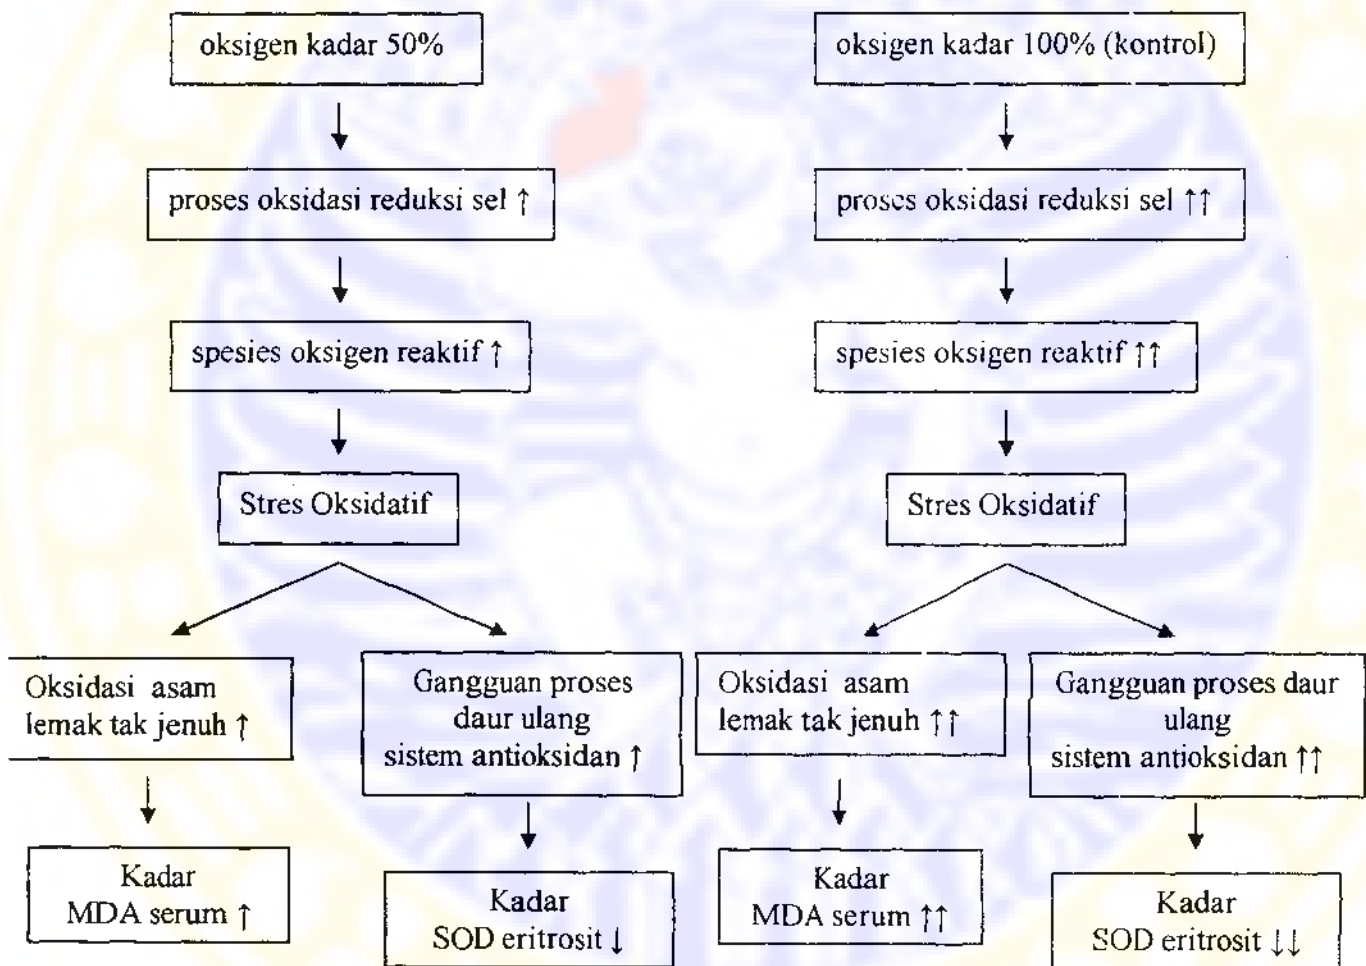 oksigen kadar 50%
proses oksidasi reduksi sel ↑
spesies oksigen reaktif ↑
Stres Oksidatif
Oksidasi asam
lemak tak jenuh ↑
Kadar
MDA serum ↑
Gangguan proses
daur ulang
sistem antioksidan ↑
Kadar
SOD eritrosit ↓
oksigen kadar 100% (kontrol)
proses oksidasi reduksi sel ↑↑
spesies oksigen reaktif ↑↑
Stres Oksidatif
Oksidasi asam
lemak tak jenuh ↑↑
Kadar
MDA serum ↑↑
Gangguan proses daur
ulang
sistem antioksidan ↑↑
Kadar
SOD eritrosit ↓↓